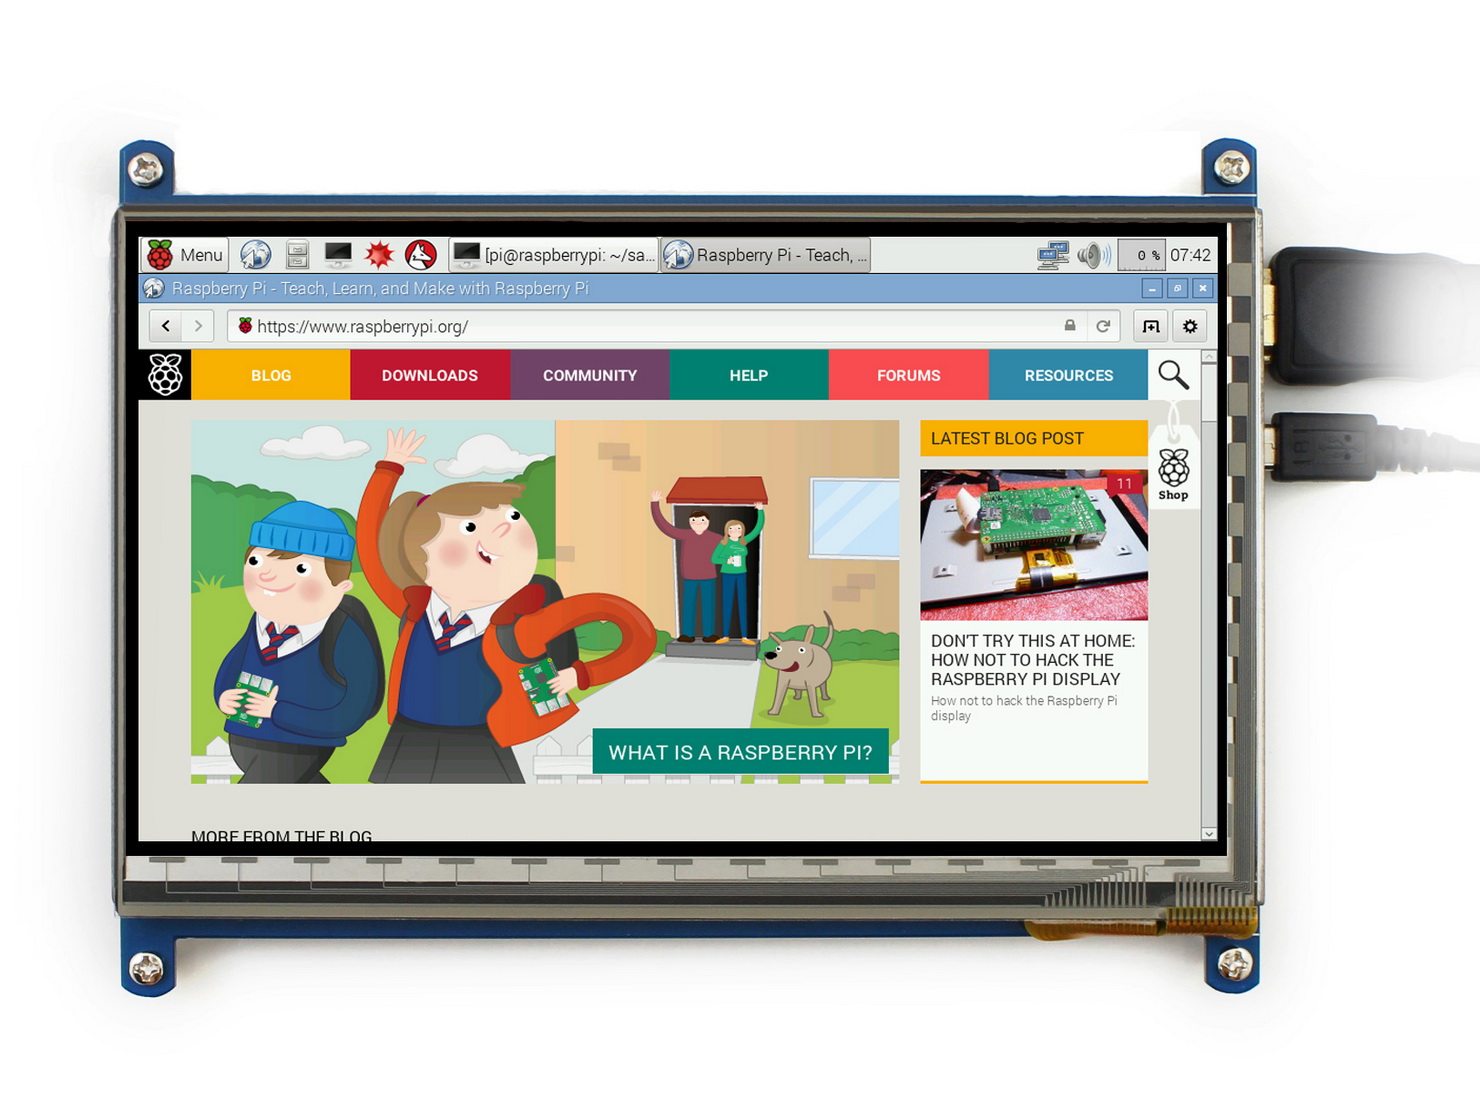 Menu
[pi@raspberrypi: ~/sa...
Raspberry Pi - Teach, ...
0 %
07:42
Raspberry Pi - Teach, Learn, and Make with Raspberry Pi
https://www.raspberrypi.org/
BLOG
DOWNLOADS
COMMUNITY
HELP
FORUMS
RESOURCES
LATEST BLOG POST
11
Shop
DON'T TRY THIS AT HOME:
HOW NOT TO HACK THE
RASPBERRY PI DISPLAY
How not to hack the Raspberry Pi
display
WHAT IS A RASPBERRY PI?
MORE FROM THE BLOG